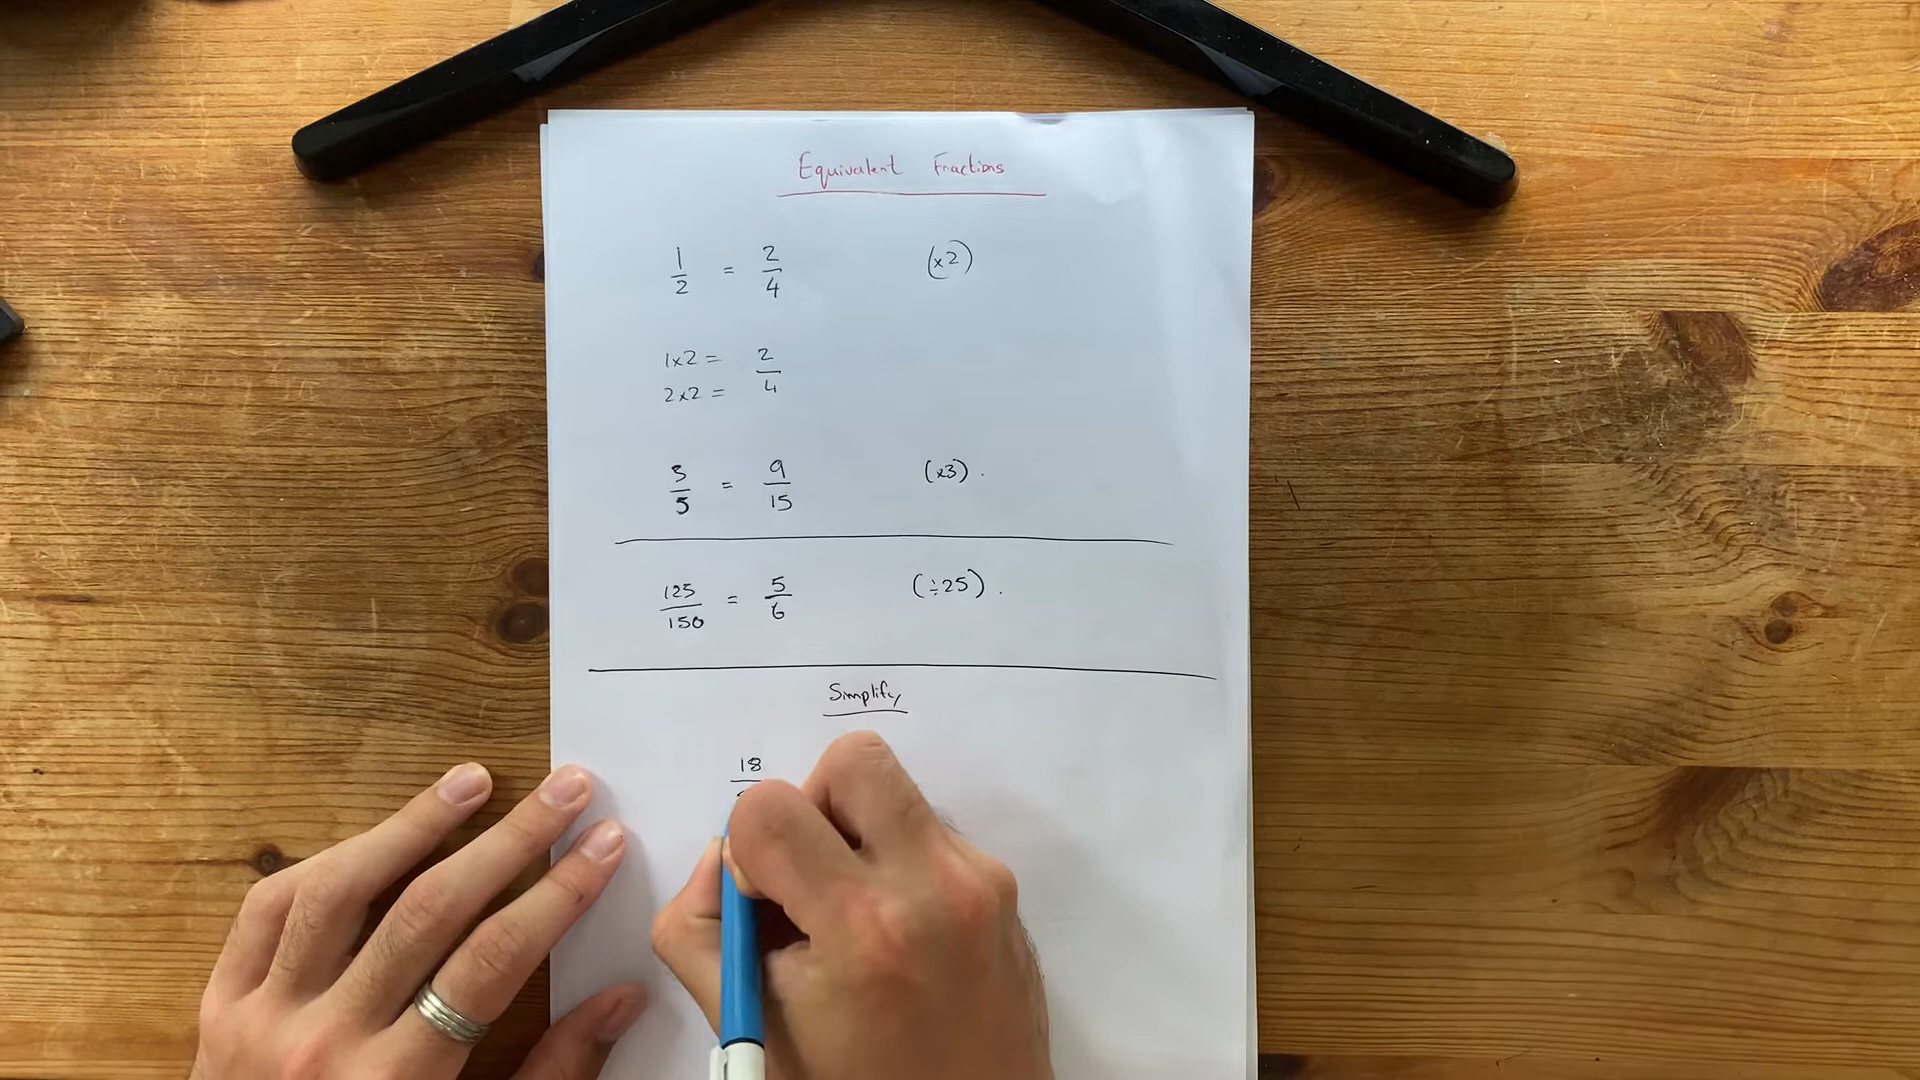 Equivalent Fractions
1/2 = 2/4 (x2)
1x2 = 2
2x2 = 4
3/5 = 9/15 (x3).
125/150 = 5/6 (÷25).
Simplify
18